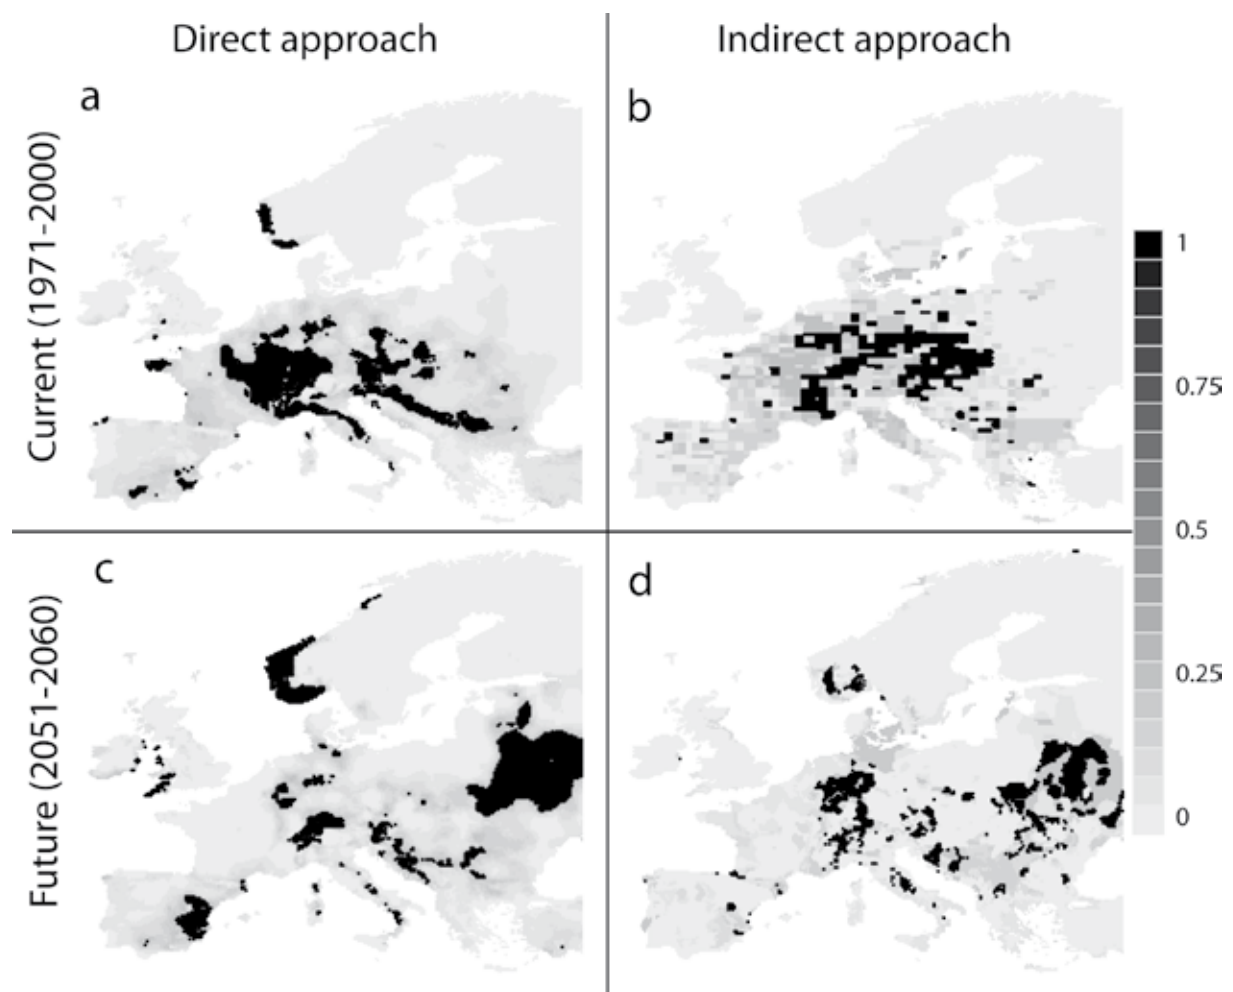 Direct approach
Indirect approach
a
b
Current (1971-2000)
1
0.75
0.5
0.25
0
c
d
Future (2051-2060)